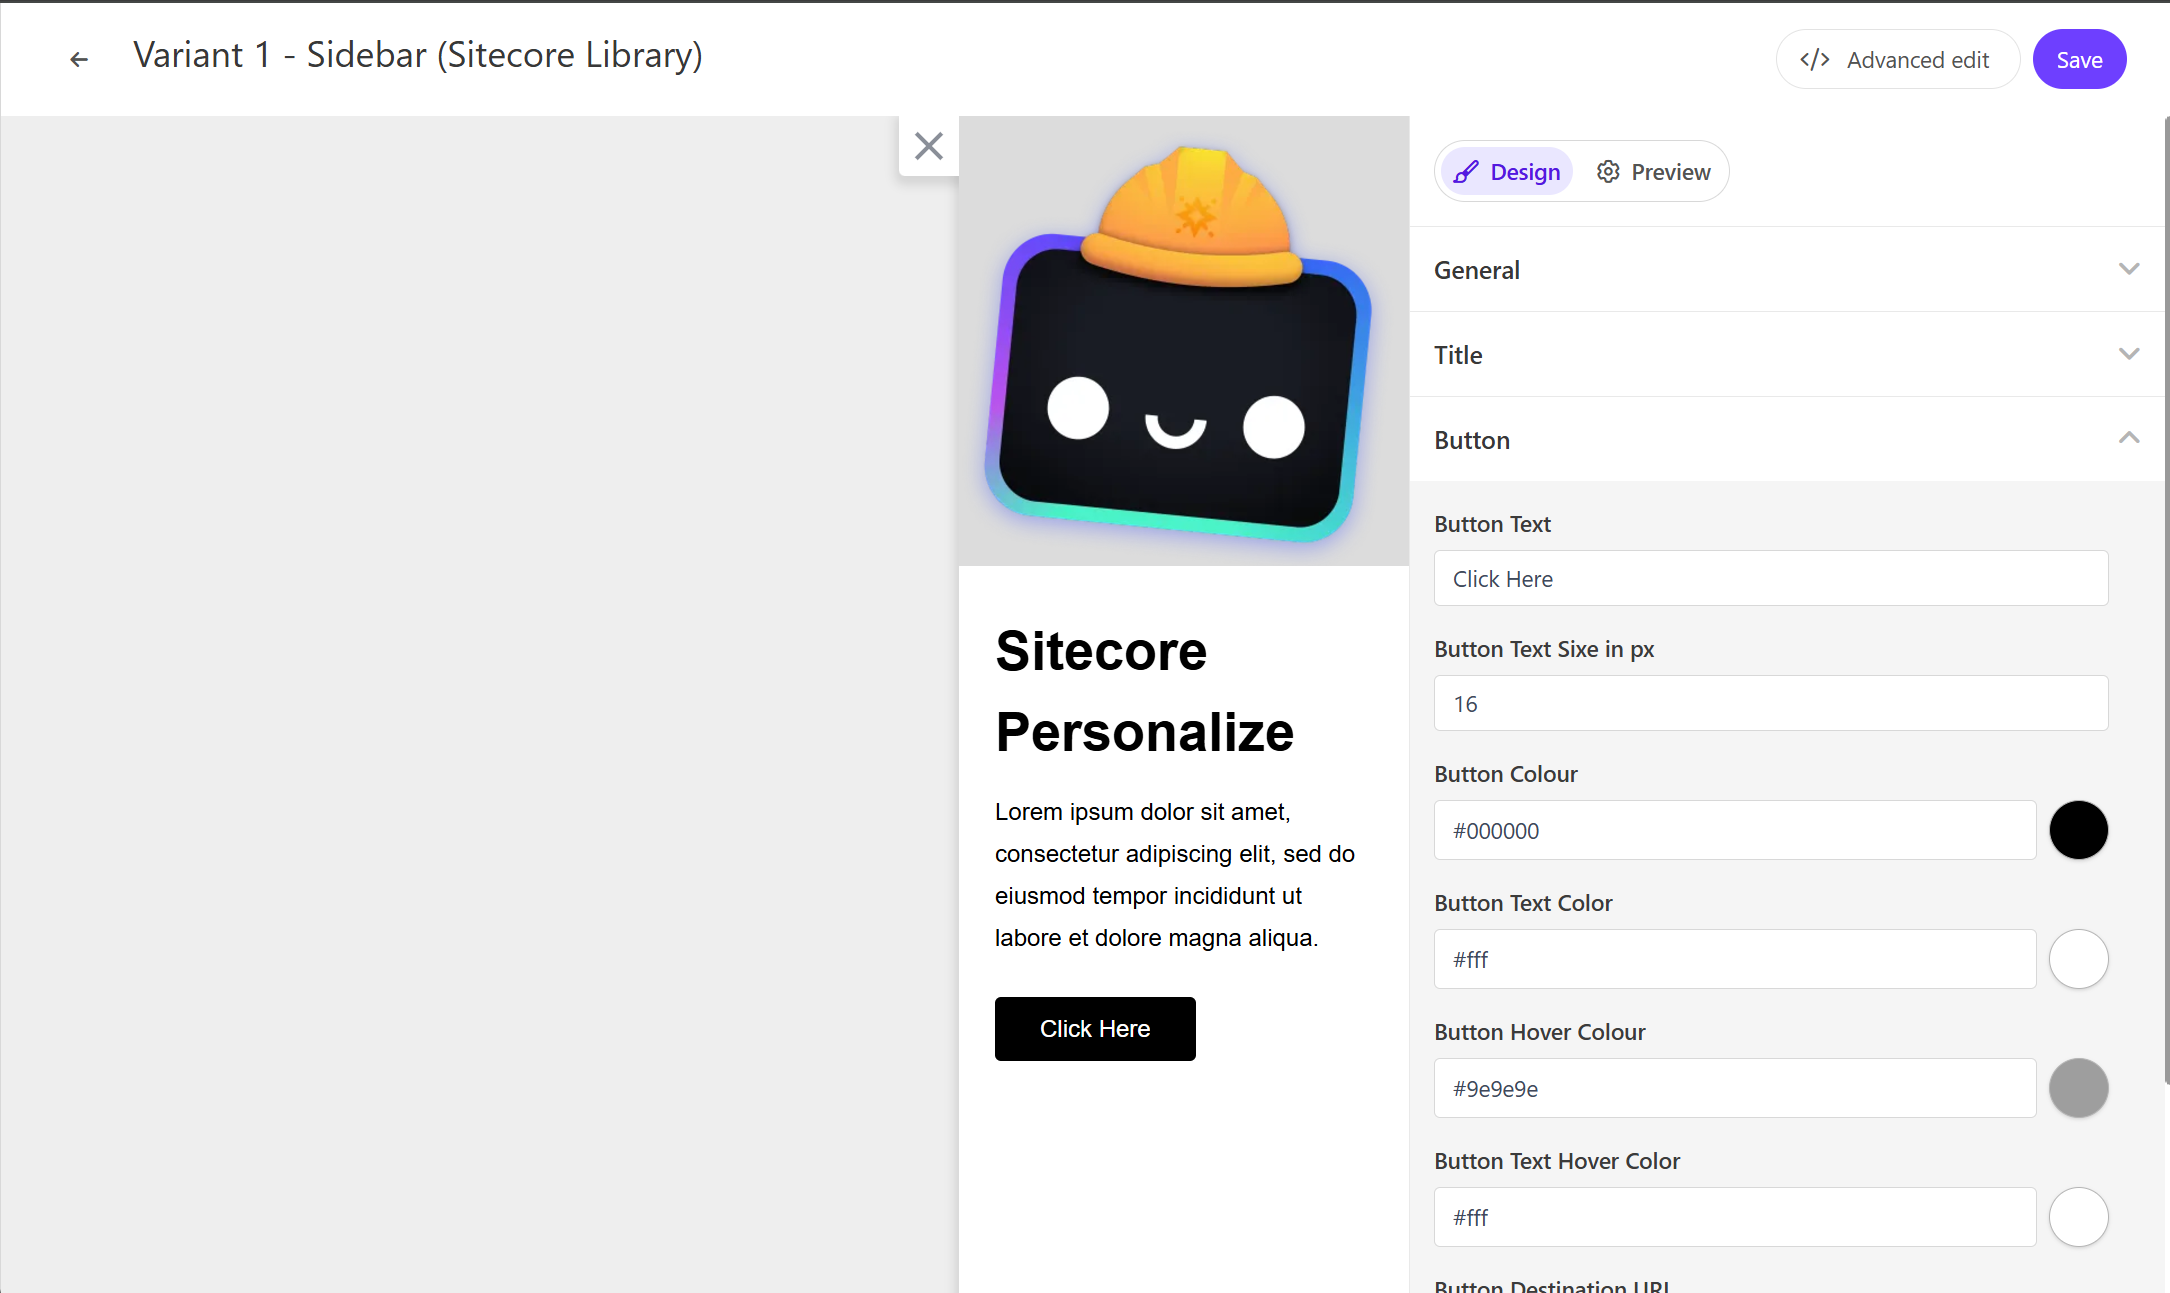 Variant 1 - Sidebar (Sitecore Library)
</> Advanced edit
Save
Design
Preview
General
Title
Button
Button Text
Click Here
Button Text Sixe in px
16
Button Colour
#000000
Button Text Color
#fff
Button Hover Colour
#9e9e9e
Button Text Hover Color
#fff
Button Destination URL
Sitecore
Personalize
Lorem ipsum dolor sit amet,
consectetur adipiscing elit, sed do
eiusmod tempor incididunt ut
labore et dolore magna aliqua.
Click Here